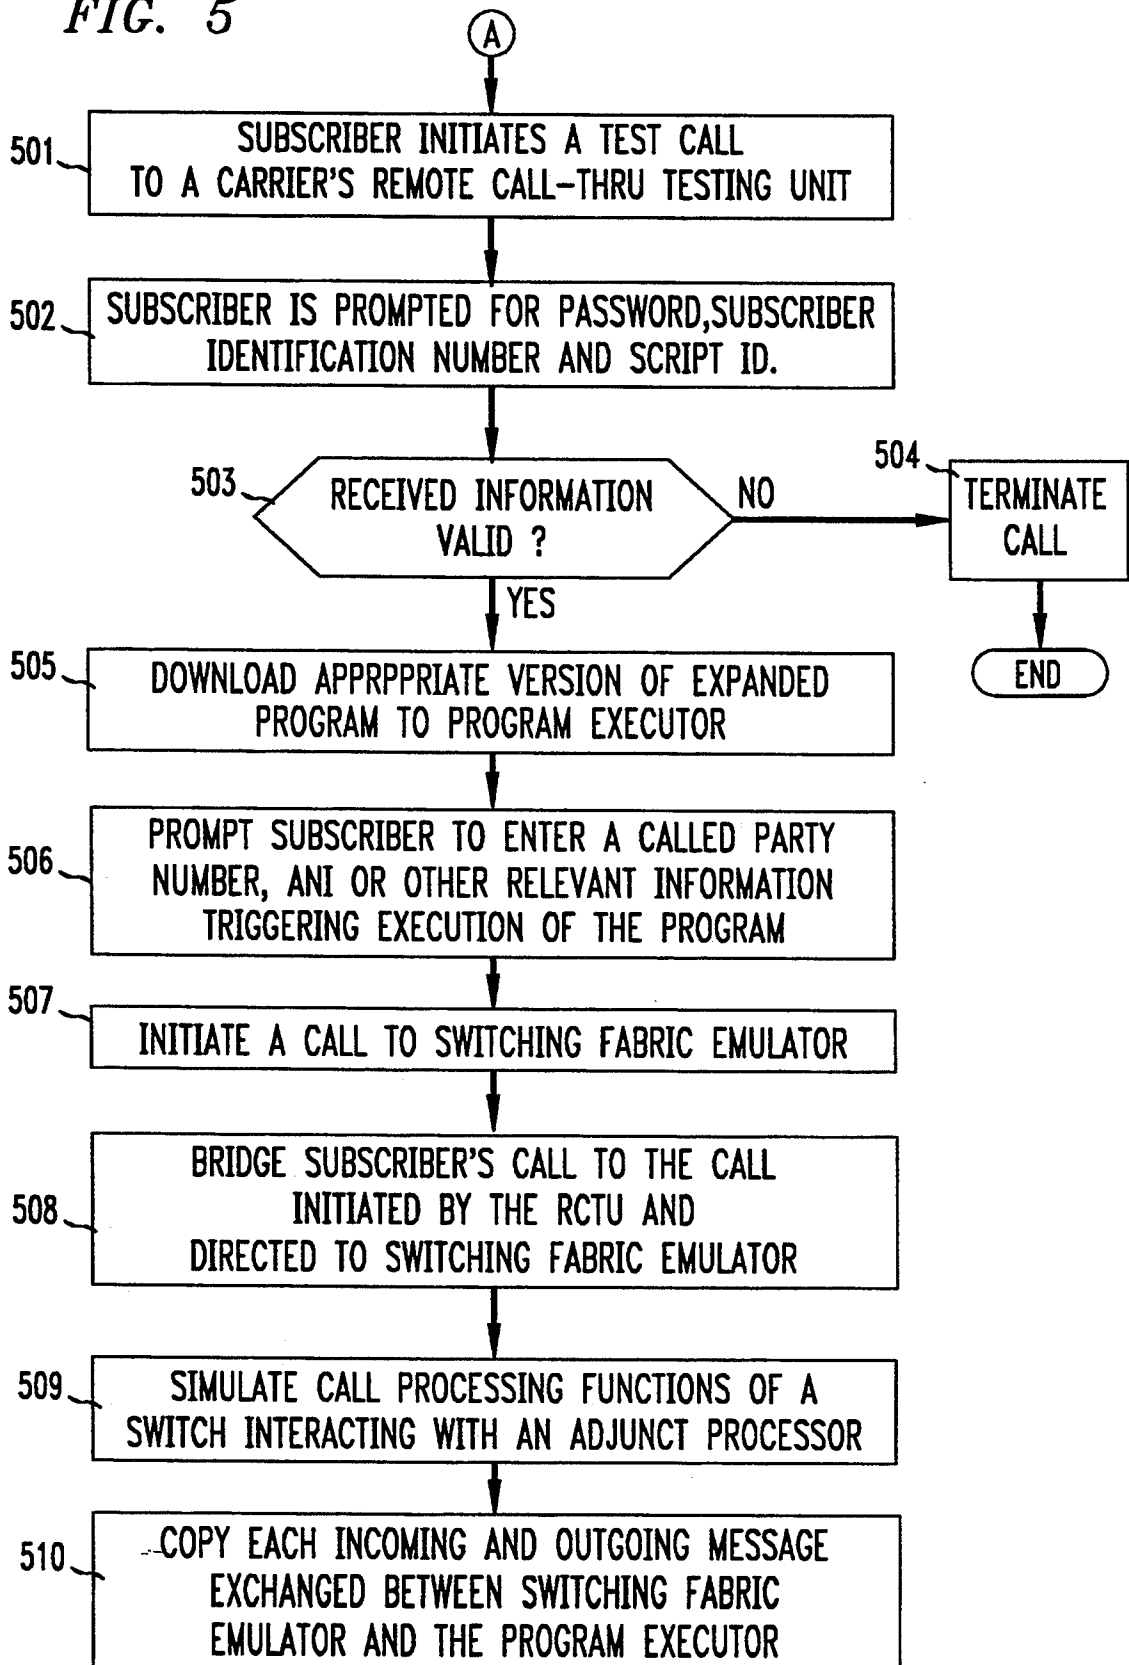 FIG. 5
A
501
SUBSCRIBER INITIATES A TEST CALL
TO A CARRIER'S REMOTE CALL-THRU TESTING UNIT
502
SUBSCRIBER IS PROMPTED FOR PASSWORD,SUBSCRIBER
IDENTIFICATION NUMBER AND SCRIPT ID.
503
RECEIVED INFORMATION
VALID ?
NO
504
TERMINATE
CALL
YES
END
505
DOWNLOAD APPRPPRIATE VERSION OF EXPANDED
PROGRAM TO PROGRAM EXECUTOR
506
PROMPT SUBSCRIBER TO ENTER A CALLED PARTY
NUMBER, ANI OR OTHER RELEVANT INFORMATION
TRIGGERING EXECUTION OF THE PROGRAM
507
INITIATE A CALL TO SWITCHING FABRIC EMULATOR
508
BRIDGE SUBSCRIBER'S CALL TO THE CALL
INITIATED BY THE RCTU AND
DIRECTED TO SWITCHING FABRIC EMULATOR
509
SIMULATE CALL PROCESSING FUNCTIONS OF A
SWITCH INTERACTING WITH AN ADJUNCT PROCESSOR
510
COPY EACH INCOMING AND OUTGOING MESSAGE
EXCHANGED BETWEEN SWITCHING FABRIC
EMULATOR AND THE PROGRAM EXECUTOR